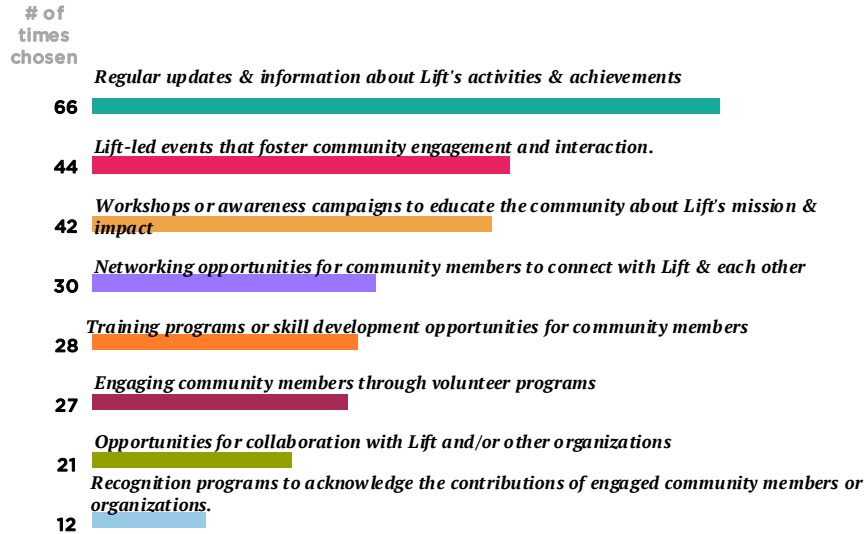 # of
times
chosen
Regular updates & information about Lift's activities & achievements
66
Lift-led events that foster community engagement and interaction.
44
Workshops or awareness campaigns to educate the community about Lift's mission &
impact
42
Networking opportunities for community members to connect with Lift & each other
30
Training programs or skill development opportunities for community members
28
Engaging community members through volunteer programs
27
Opportunities for collaboration with Lift and/or other organizations
21
Recognition programs to acknowledge the contributions of engaged community members or
organizations.
12